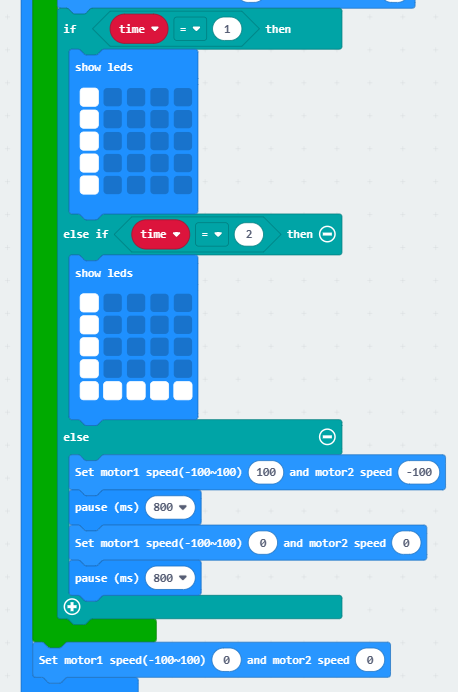 if time = 1 then
show leds
else if time = 2 then
show leds
else
Set motor1 speed(-100~100) 100 and motor2 speed -100
pause (ms) 800
Set motor1 speed(-100~100) 0 and motor2 speed 0
pause (ms) 800
Set motor1 speed(-100~100) 0 and motor2 speed 0